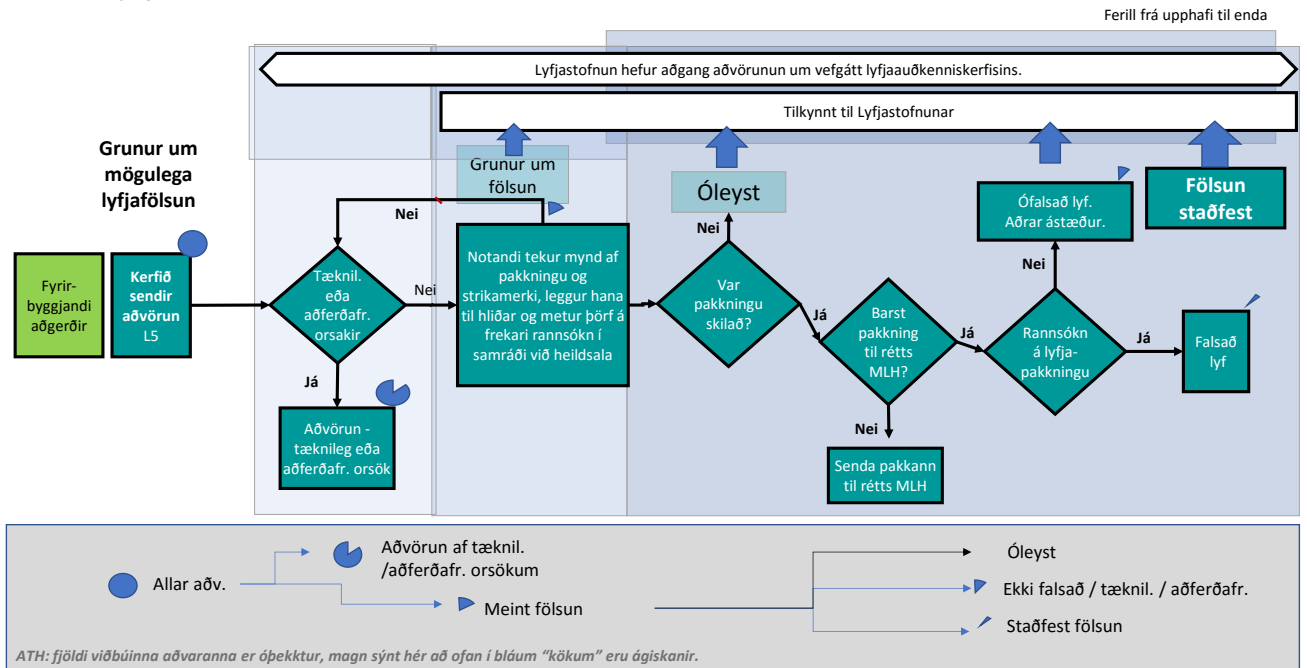 Ferill frá upphafi til enda
Lyfjastofnun hefur aðgang aðvörunun um vefgátt lyfjaauðkenniskerfisins.
Tilkynnt til Lyfjastofnunar
Grunur um
mögulega
lyfjafölsun
Grunur um
fölsun
Óleyst
Ófalsað lyf.
Aðrar ástæður.
Fölsun
staðfest
Fyrir-
byggjandi
aðgerðir
Kerfið
sendir
aðvörun
L5
Nei
Tæknil.
eða
aðferðafr.
orsakir
Nei
Já
Aðvörun -
tæknileg eða
aðferðafr. orsök
Notandi tekur mynd af
pakkningu og
strikamerki, leggur hana
til hliðar og metur þörf á
frekari rannsókn í
samráði við heildsala
Nei
Var
pakkningu
skilað?
Já
Barst
pakkning
til rétts
MLH?
Já
Nei
Senda pakkann
til rétts MLH
Nei
Rannsókn
á lyfja-
pakkningu
Já
Falsað
lyf
Allar aðv.
Aðvörun af tæknil.
/aðferðafr. orsökum
Meint fölsun
Óleyst
Ekki falsað / tæknil. / aðferðafr.
Staðfest fölsun
ATH: fjöldi viðbúinna aðvaranna er óþekktur, magn sýnt hér að ofan í bláum “kökum” eru ágiskanir.